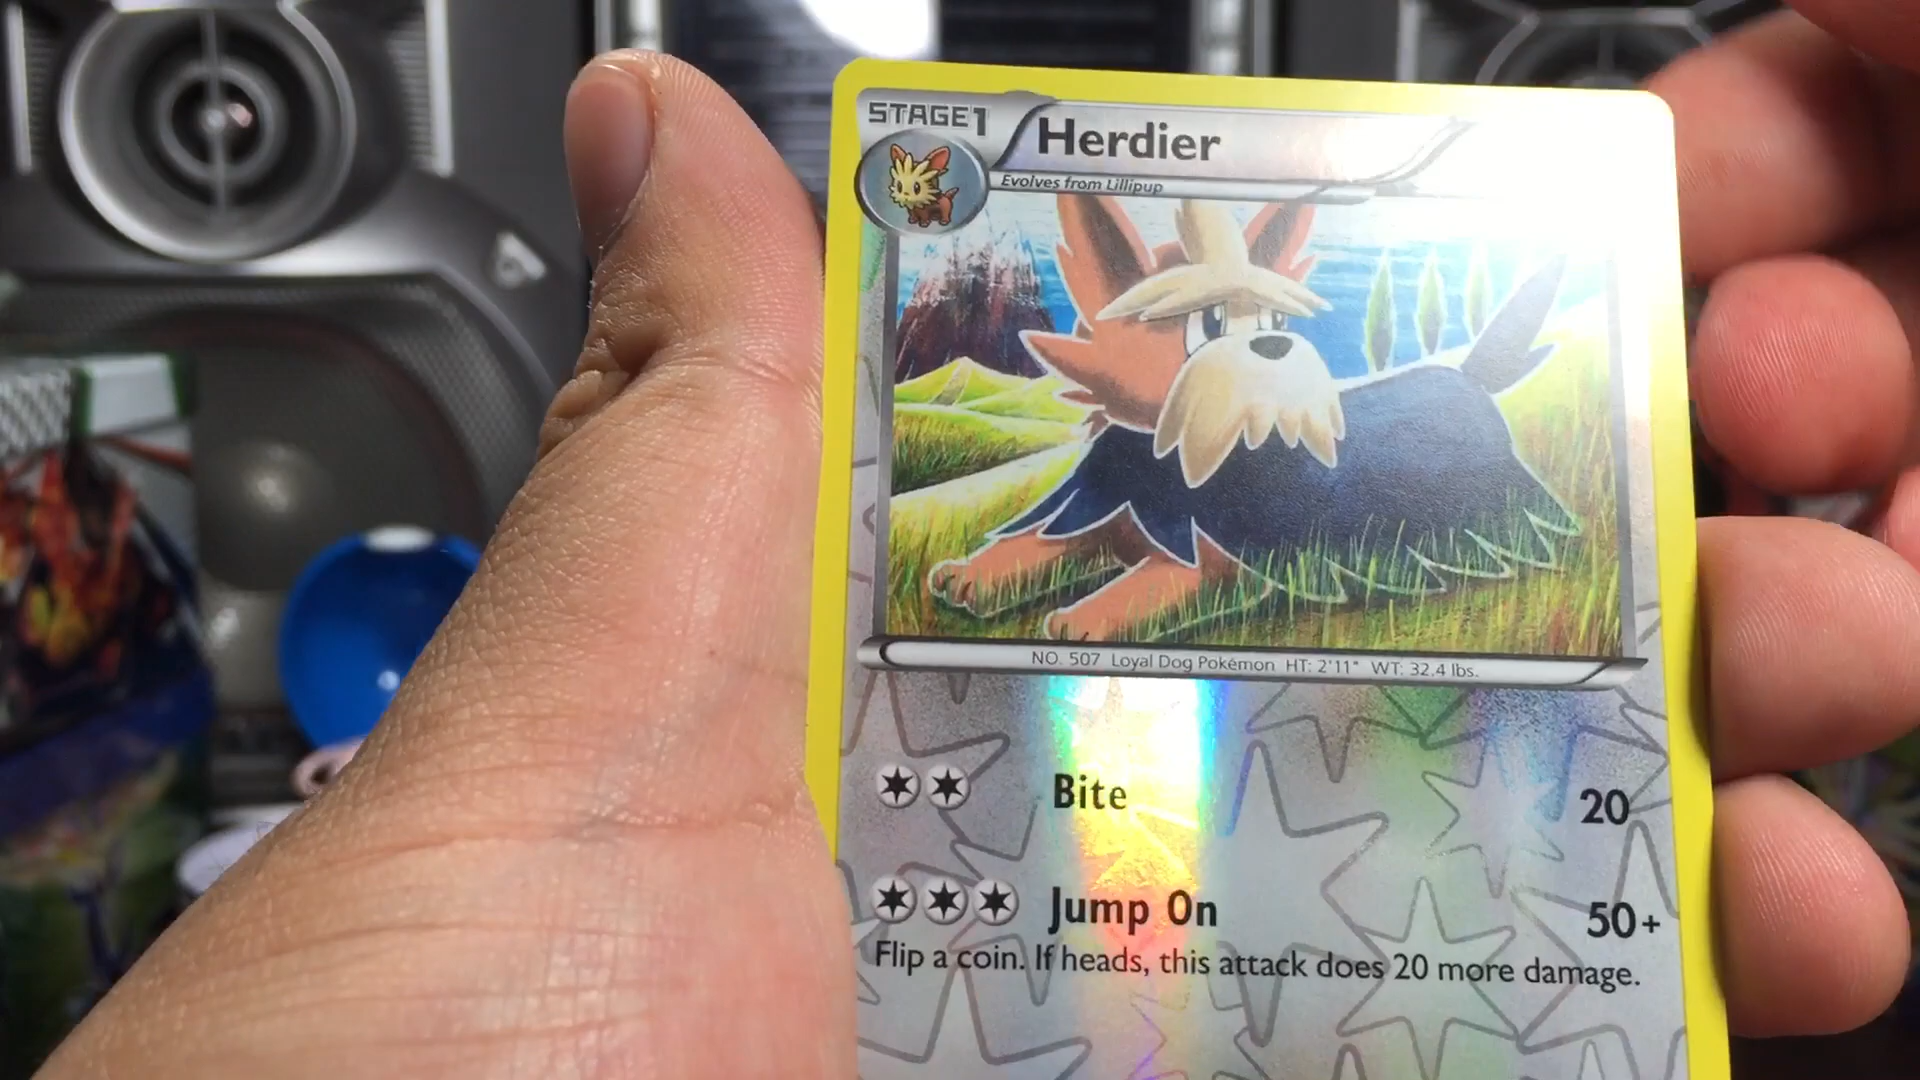 STAGE1
Herdier
Evolves from Lillipup
NO. 507 Loyal Dog Pokémon HT: 2'11" WT: 32.4 lbs.
Bite 20
Jump On 50+
Flip a coin. If heads, this attack does 20 more damage.